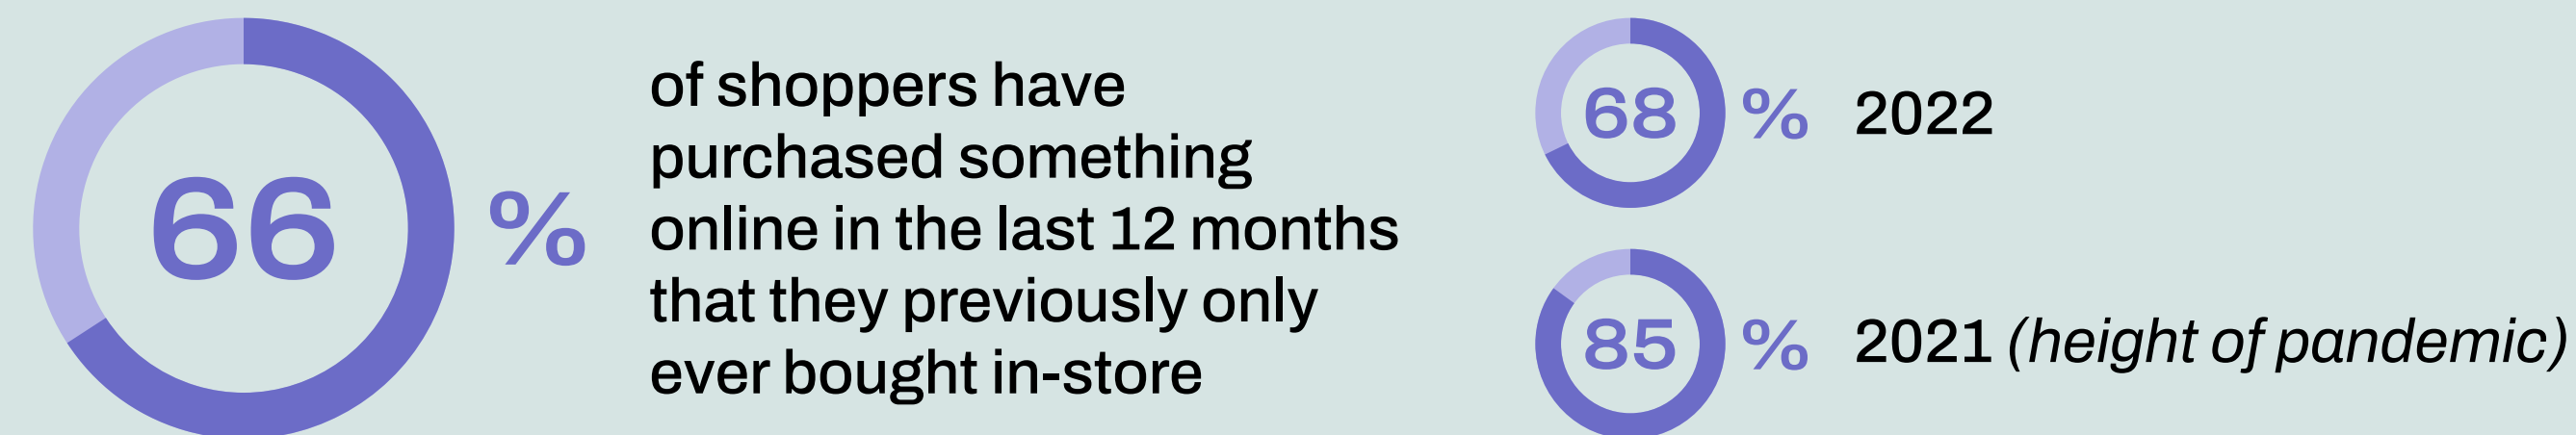 66 %
of shoppers have
purchased something
online in the last 12 months
that they previously only
ever bought in-store
68 % 2022
85 % 2021 (height of pandemic)